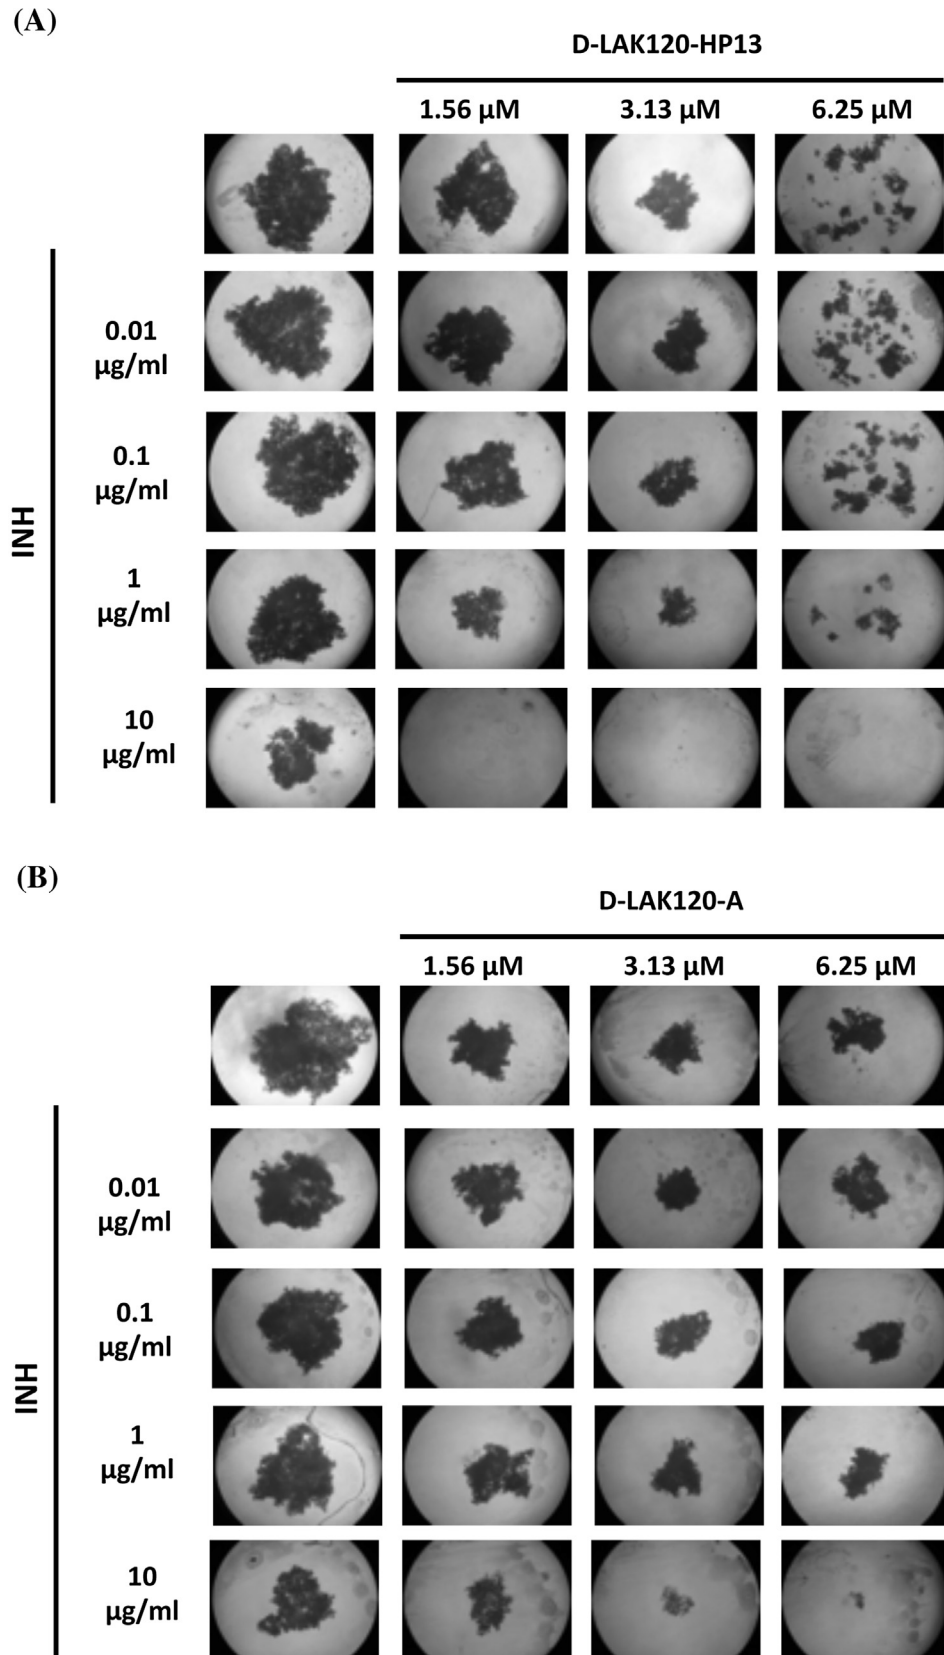 (A)
D-LAK120-HP13
1.56 µM 3.13 µM 6.25 µM
INH
0.01
µg/ml
0.1
µg/ml
1
µg/ml
10
µg/ml
(B)
D-LAK120-A
1.56 µM 3.13 µM 6.25 µM
INH
0.01
µg/ml
0.1
µg/ml
1
µg/ml
10
µg/ml